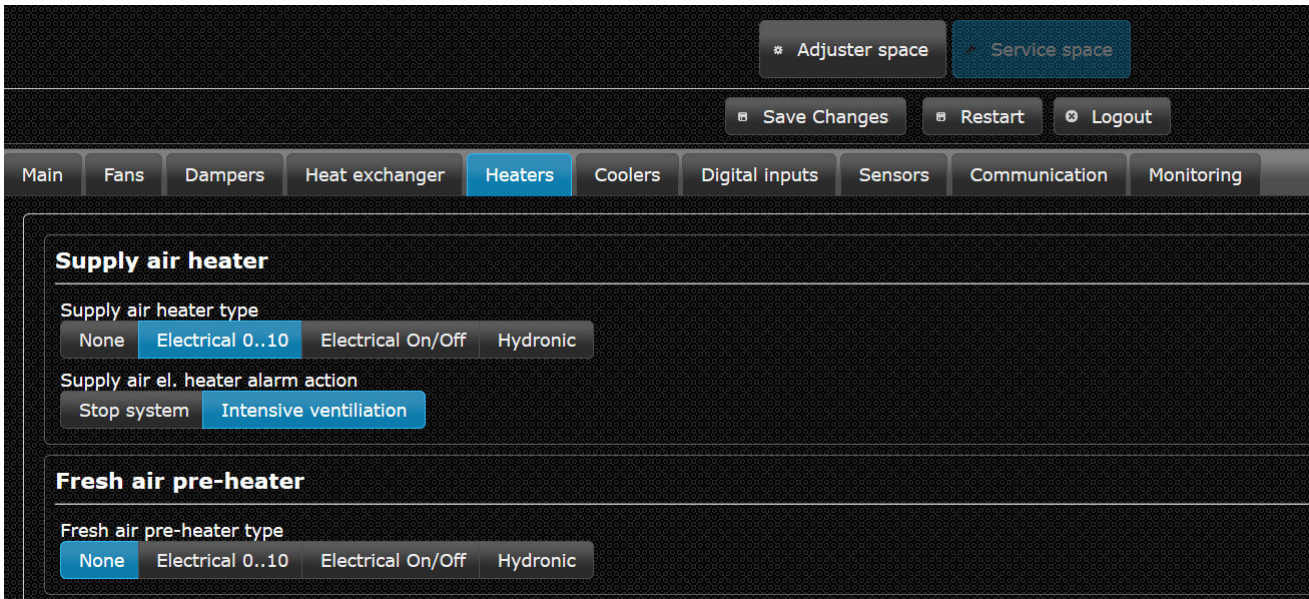 Adjuster space Service space
Save Changes Restart Logout
Main Fans Dampers Heat exchanger Heaters Coolers Digital inputs Sensors Communication Monitoring
Supply air heater
Supply air heater type
None Electrical 0..10 Electrical On/Off Hydronic
Supply air el. heater alarm action
Stop system Intensive ventiliation
Fresh air pre-heater
Fresh air pre-heater type
None Electrical 0..10 Electrical On/Off Hydronic